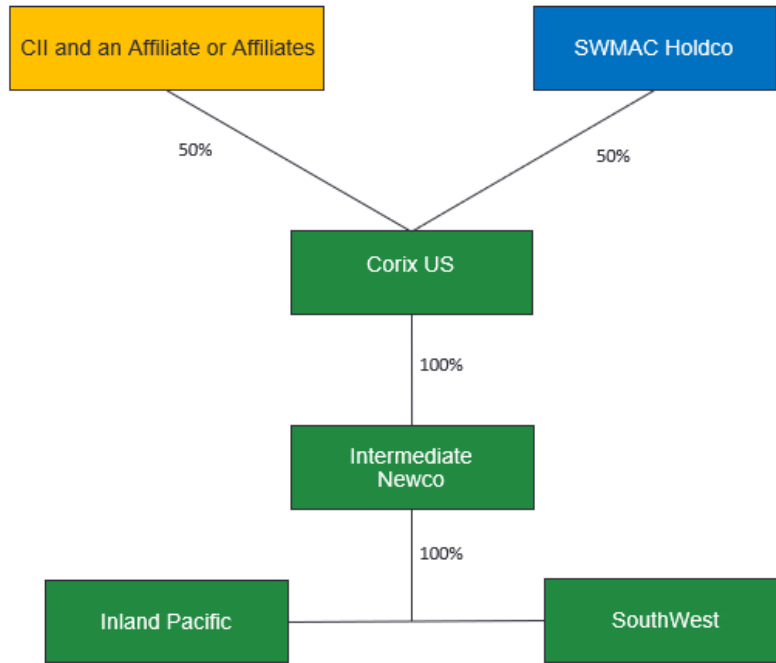 CII and an Affiliate or Affiliates
SWMAC Holdco
50%
50%
Corix US
100%
Intermediate
Newco
100%
Inland Pacific
SouthWest